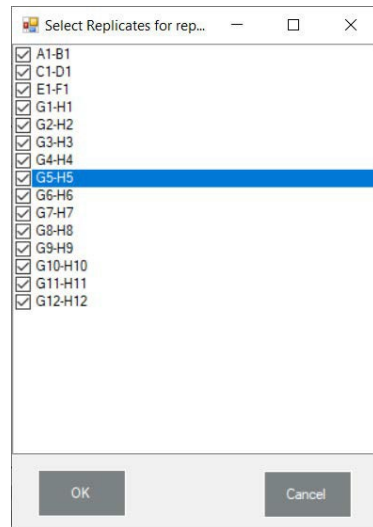 Select Replicates for rep...
A1-B1
C1-D1
E1-F1
G1-H1
G2-H2
G3-H3
G4-H4
G5-H5
G6-H6
G7-H7
G8-H8
G9-H9
G10-H10
G11-H11
G12-H12
OK Cancel